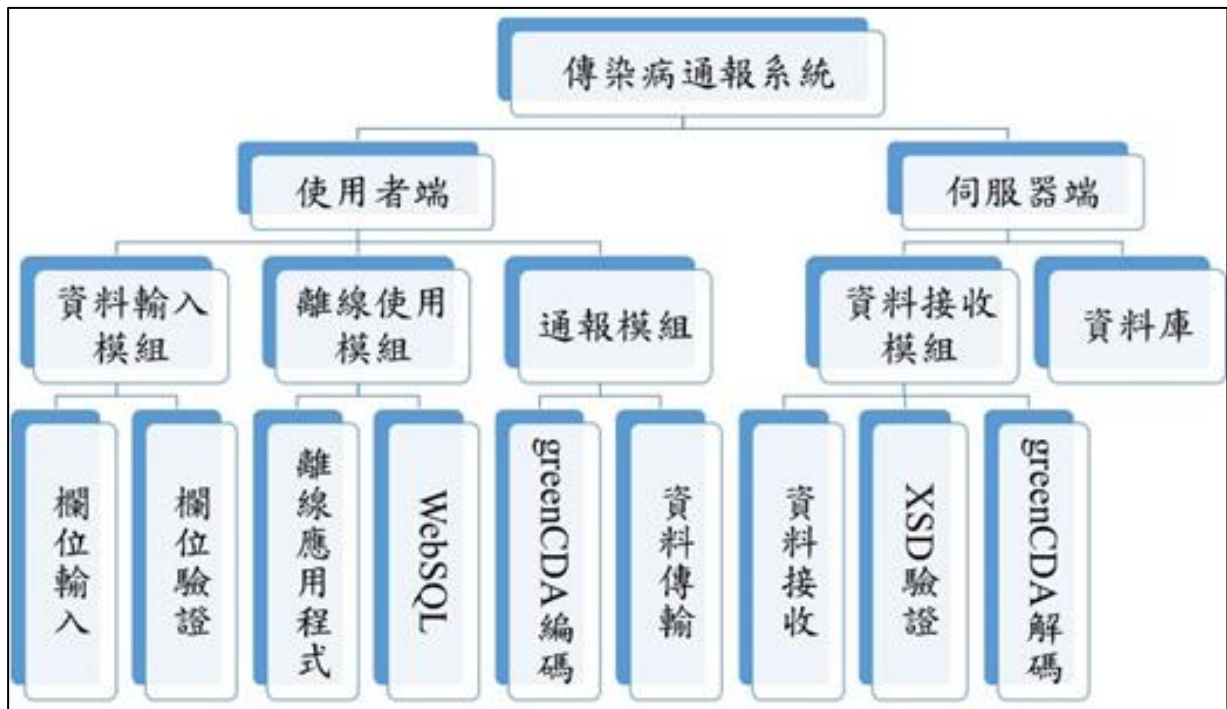 傳染病通報系統
使用者端
伺服器端
資料輸入
模組
離線使用
模組
通報模組
資料接收
模組
資料庫
欄位輸入
欄位驗證
離線應用程式
WebSQL
greenCDA編碼
資料傳輸
資料接收
XSD驗證
greenCDA解碼